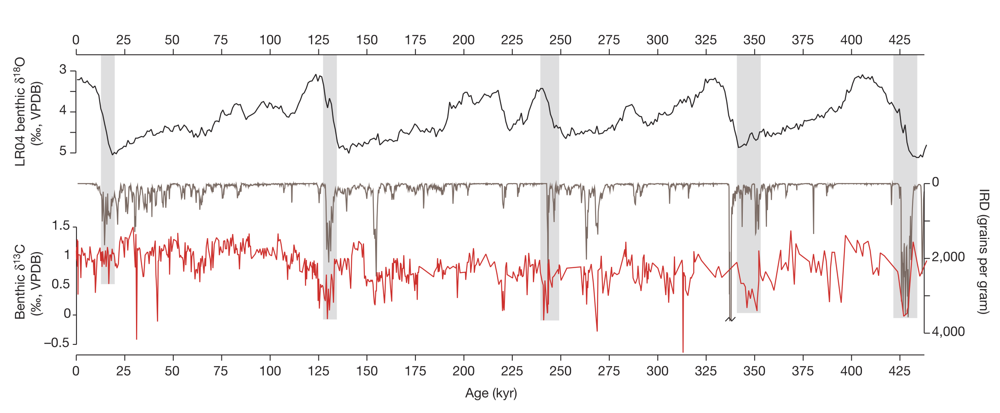 0 25 50 75 100 125 150 175 200 225 250 275 300 325 350 375 400 425
LR04 benthic δ¹⁸O
(‰, VPDB)
3
4
5
Benthic δ¹³C
(‰, VPDB)
1.5
1
0.5
0
−0.5
0
2,000
4,000
IRD (grains per gram)
0 25 50 75 100 125 150 175 200 225 250 275 300 325 350 375 400 425
Age (kyr)